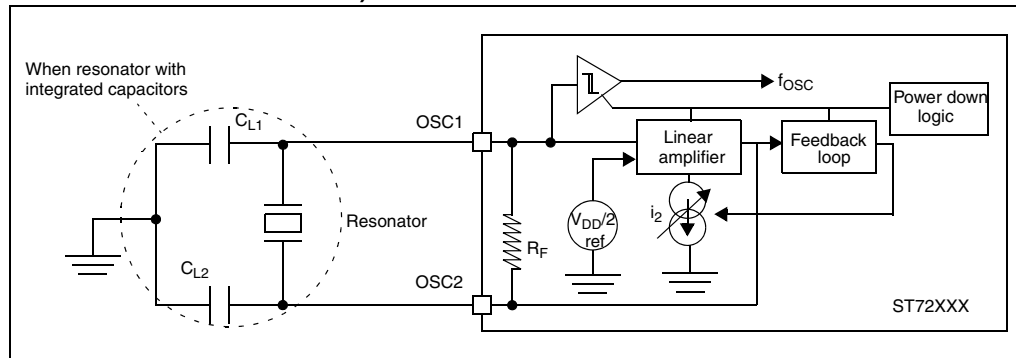 When resonator with
integrated capacitors
CL1
OSC1
fOSC
Power down
logic
Linear
amplifier
Feedback
loop
Resonator
i2
VDD/2
ref
RF
CL2
OSC2
ST72XXX